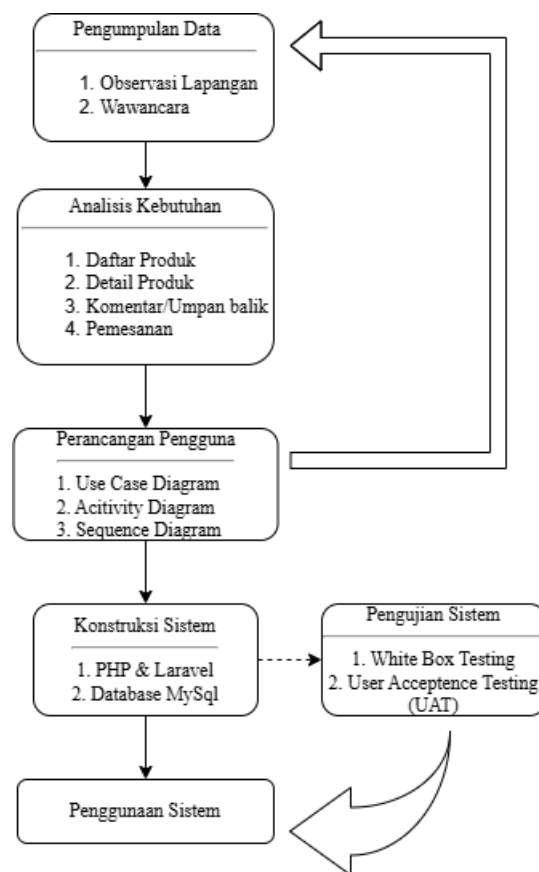 Pengumpulan Data
1. Observasi Lapangan
2. Wawancara
Analisis Kebutuhan
1. Daftar Produk
2. Detail Produk
3. Komentar/Umpan balik
4. Pemesanan
Perancangan Pengguna
1. Use Case Diagram
2. Acitivity Diagram
3. Sequence Diagram
Konstruksi Sistem
1. PHP & Laravel
2. Database MySql
Pengujian Sistem
1. White Box Testing
2. User Acceptence Testing
(UAT)
Penggunaan Sistem